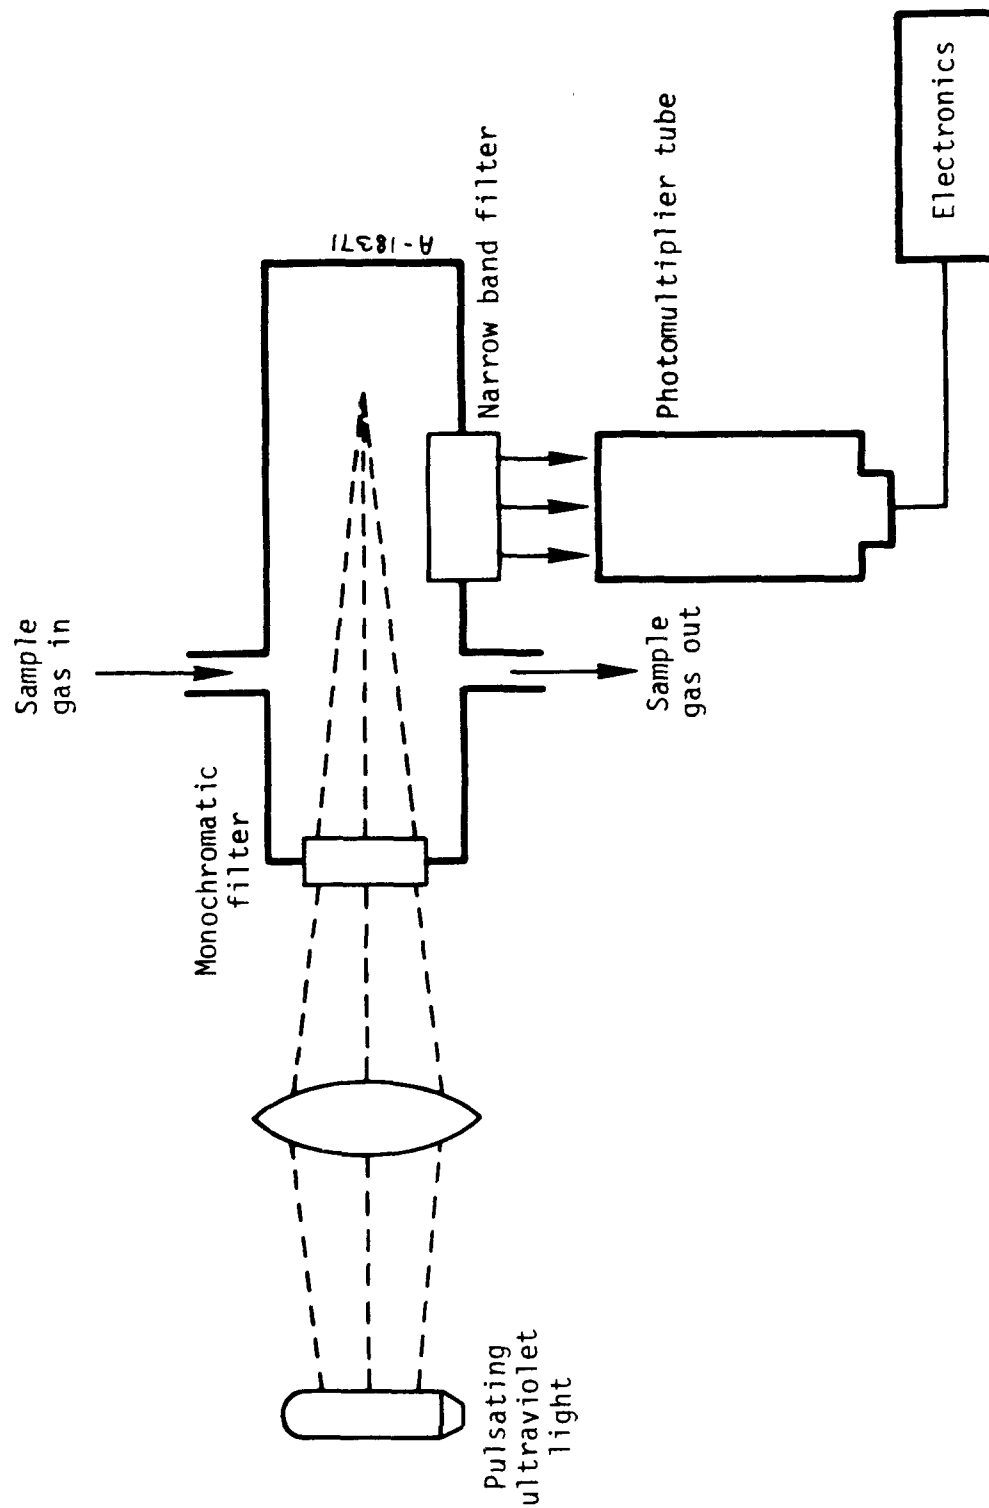 Sample
gas in
Monochromatic
filter
Pulsating
ultraviolet
light
A-18371
Narrow band filter
Sample
gas out
Photomultiplier tube
Electronics